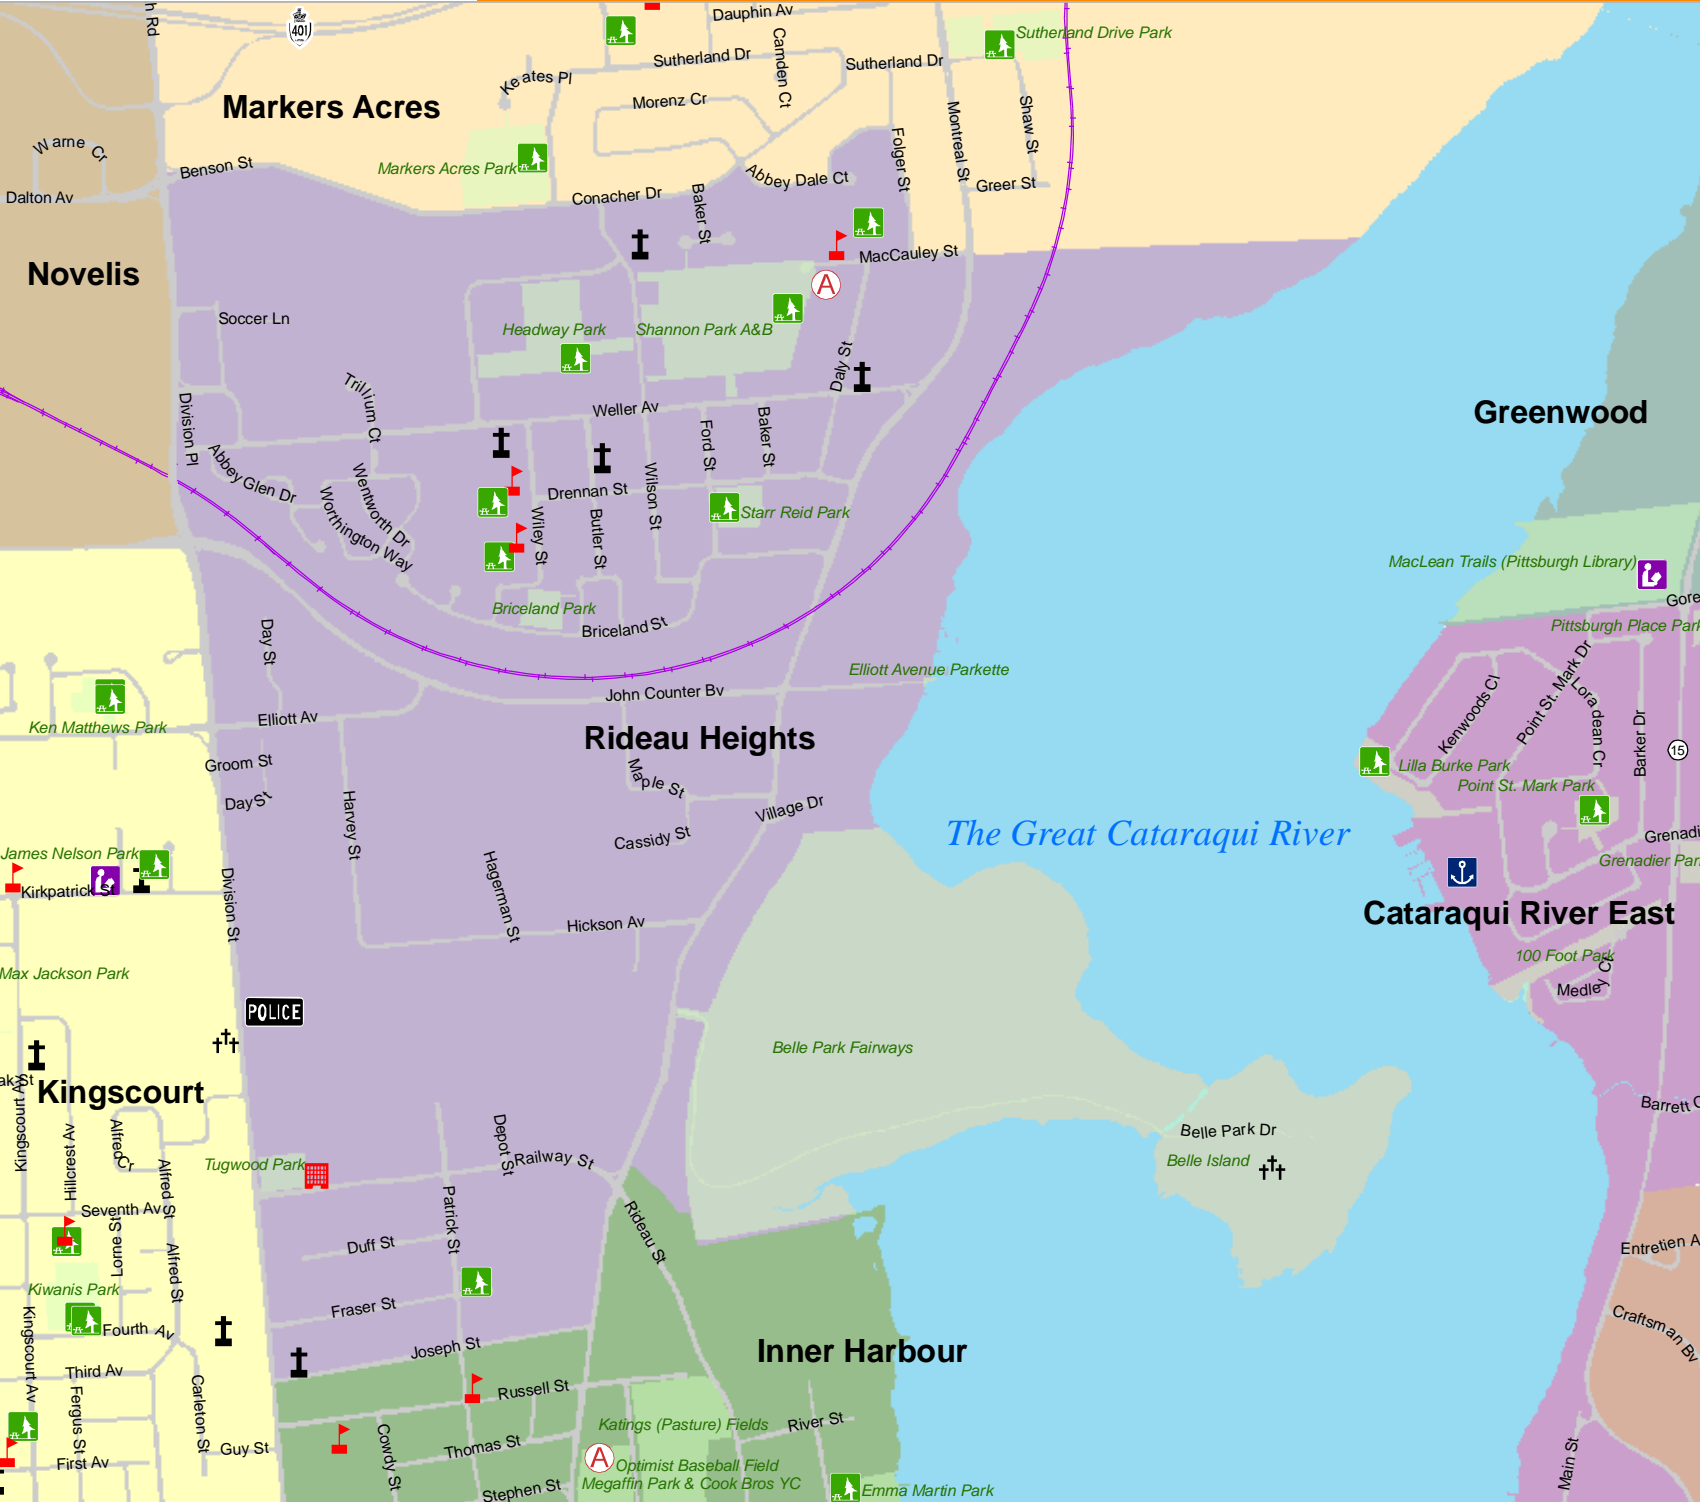 h Rd
401
Dauphin Av
Sutherland Drive Park
Camden Ct
Sutherland Dr
Sutherland Dr
Keates Pl
Markers Acres
Morenz Cr
Montreal St
Shaw St
Warne Cr
Folger St
Benson St
Markers Acres Park
Abbey Dale Ct
Greer St
Dalton Av
Conacher Dr
Baker St
MacCauley St
Novelis
A
Soccer Ln
Headway Park
Shannon Park A&B
Daly St
Trillium Ct
Weller Av
Greenwood
Division Pl
Ford St
Baker St
Abbey Glen Dr
Wentworth Dr
Worthington Way
Drennan St
Wilson St
Starr Reid Park
Wiley St
Butler St
MacLean Trails (Pittsburgh Library)
Gore
Briceland Park
Briceland St
Pittsburgh Place Park
Day St
Elliott Avenue Parkette
Point St. Mark Dr
Loradean Cr
Kenwoods Cl
Barker Dr
John Counter Bv
Elliott Av
Ken Matthews Park
Rideau Heights
15
Groom St
Maple St
Lilla Burke Park
Point St. Mark Park
Day St
Harvey St
Village Dr
The Great Cataraqui River
Cassidy St
Grenadi
James Nelson Park
Grenadier Par
Kirkpatrick St
Division St
Hagerman St
Hickson Av
Cataraqui River East
100 Foot Park
Max Jackson Park
Medley Ct
POLICE
Belle Park Fairways
ak St
Kingscourt
Kingscourt Av
Hillcrest Av
Alfred Cr
Depot St
Barrett C
Belle Park Dr
Tugwood Park
Railway St
Belle Island
Alfred St
Seventh Av
Patrick St
Rideau St
Lorne St
Duff St
Alfred St
Entretien A
Kiwanis Park
Fraser St
Kingscourt Av
Fourth Av
Craftsman Bv
Joseph St
Inner Harbour
Third Av
Carleton St
Russell St
Fergus St
Katings (Pasture) Fields
River St
Cowdy St
Thomas St
Guy St
A
Optimist Baseball Field
First Av
Main St
Megaffin Park & Cook Bros YC
Stephen St
Emma Martin Park